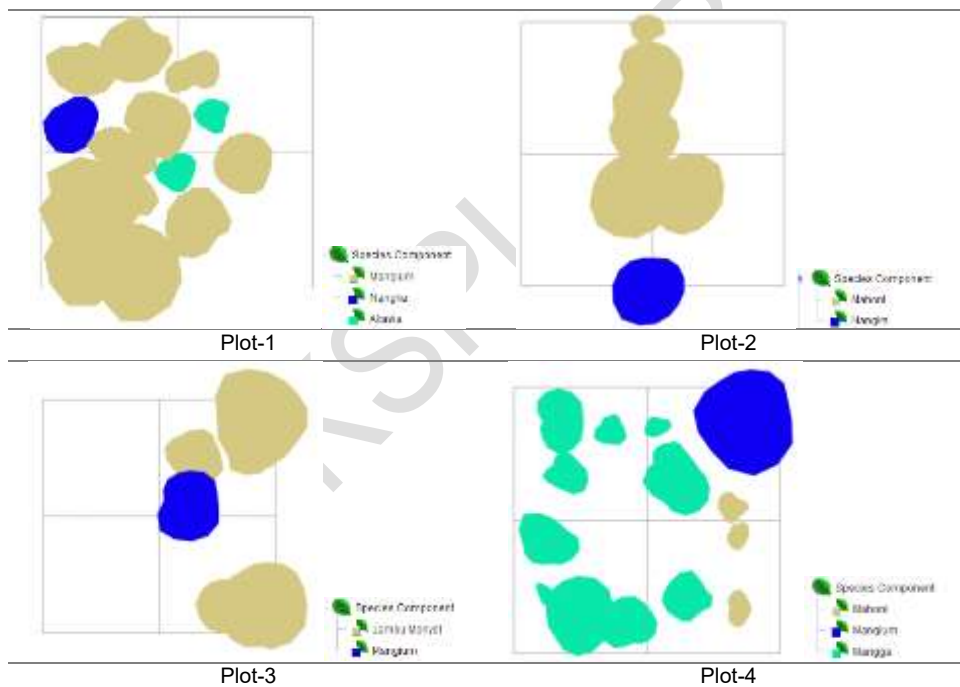 Species Component
Mangium
Nangka
Plot-1
Species Component
Mahoni
Plot-2
Species Component
Mangium
Plot-3
Species Component
Mahoni
Mangium
Mangga
Plot-4